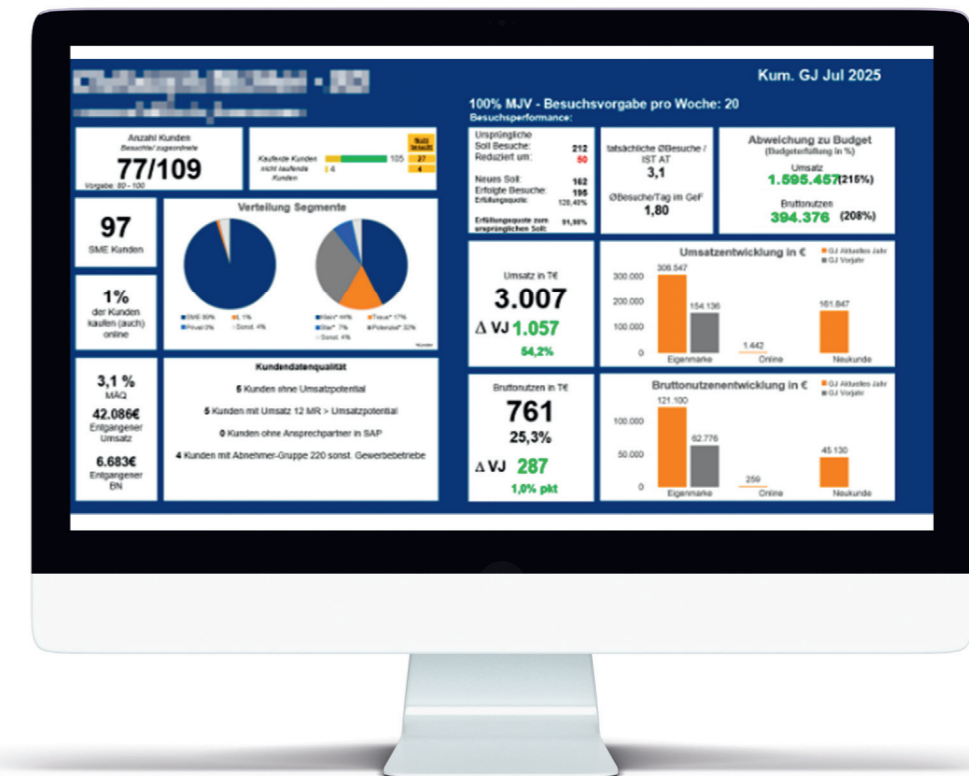 Kum. GJ Jul 2025
100% MJV - Besuchsvorgabe pro Woche: 20
Besuchsperformance:
Anzahl Kunden
Besuchte/ zugeordnete
77/109
Vorgabe: 80 - 100
Kaufende Kunden
105
27
nicht kaufende
Kunden
4
4
Ursprüngliche
Soll Besuche: 212
Reduziert um: 50
Neues Soll: 162
Erfolgte Besuche: 195
Erfüllungsquote:
Erfüllungsquote zum
ursprünglichen Soll:
tatsächliche ØBesuche /
IST AT
3,1
ØBesuche/Tag im GeF
1,80
Abweichung zu Budget
(Budgeterfüllung in %)
Umsatz
1.595.457(215%)
Bruttonutzen
394.376 (208%)
97
SME Kunden
1%
der Kunden
kaufen (auch)
online
Verteilung Segmente
Umsatz in T€
3.007
Δ VJ 1.057
54,2%
Umsatzentwicklung in €
GJ Aktuelles Jahr
GJ Vorjahr
300.000
200.000
100.000
0
306.547
154.136
1.442
161.847
Eigenmarke
Online
Neukunde
3,1 %
MAQ
42.086€
Entgangener
Umsatz
6.683€
Entgangener
BN
Kundendatenqualität
5 Kunden ohne Umsatzpotential
5 Kunden mit Umsatz 12 MR > Umsatzpotential
0 Kunden ohne Ansprechpartner in SAP
4 Kunden mit Abnehmer-Gruppe 220 sonst. Gewerbebetriebe
Bruttonutzen in T€
761
25,3%
Δ VJ 287
1,0% pkt
Bruttonutzenentwicklung in €
GJ Aktuelles Jahr
GJ Vorjahr
100.000
50.000
0
121.100
62.776
259
45.130
Eigenmarke
Online
Neukunde